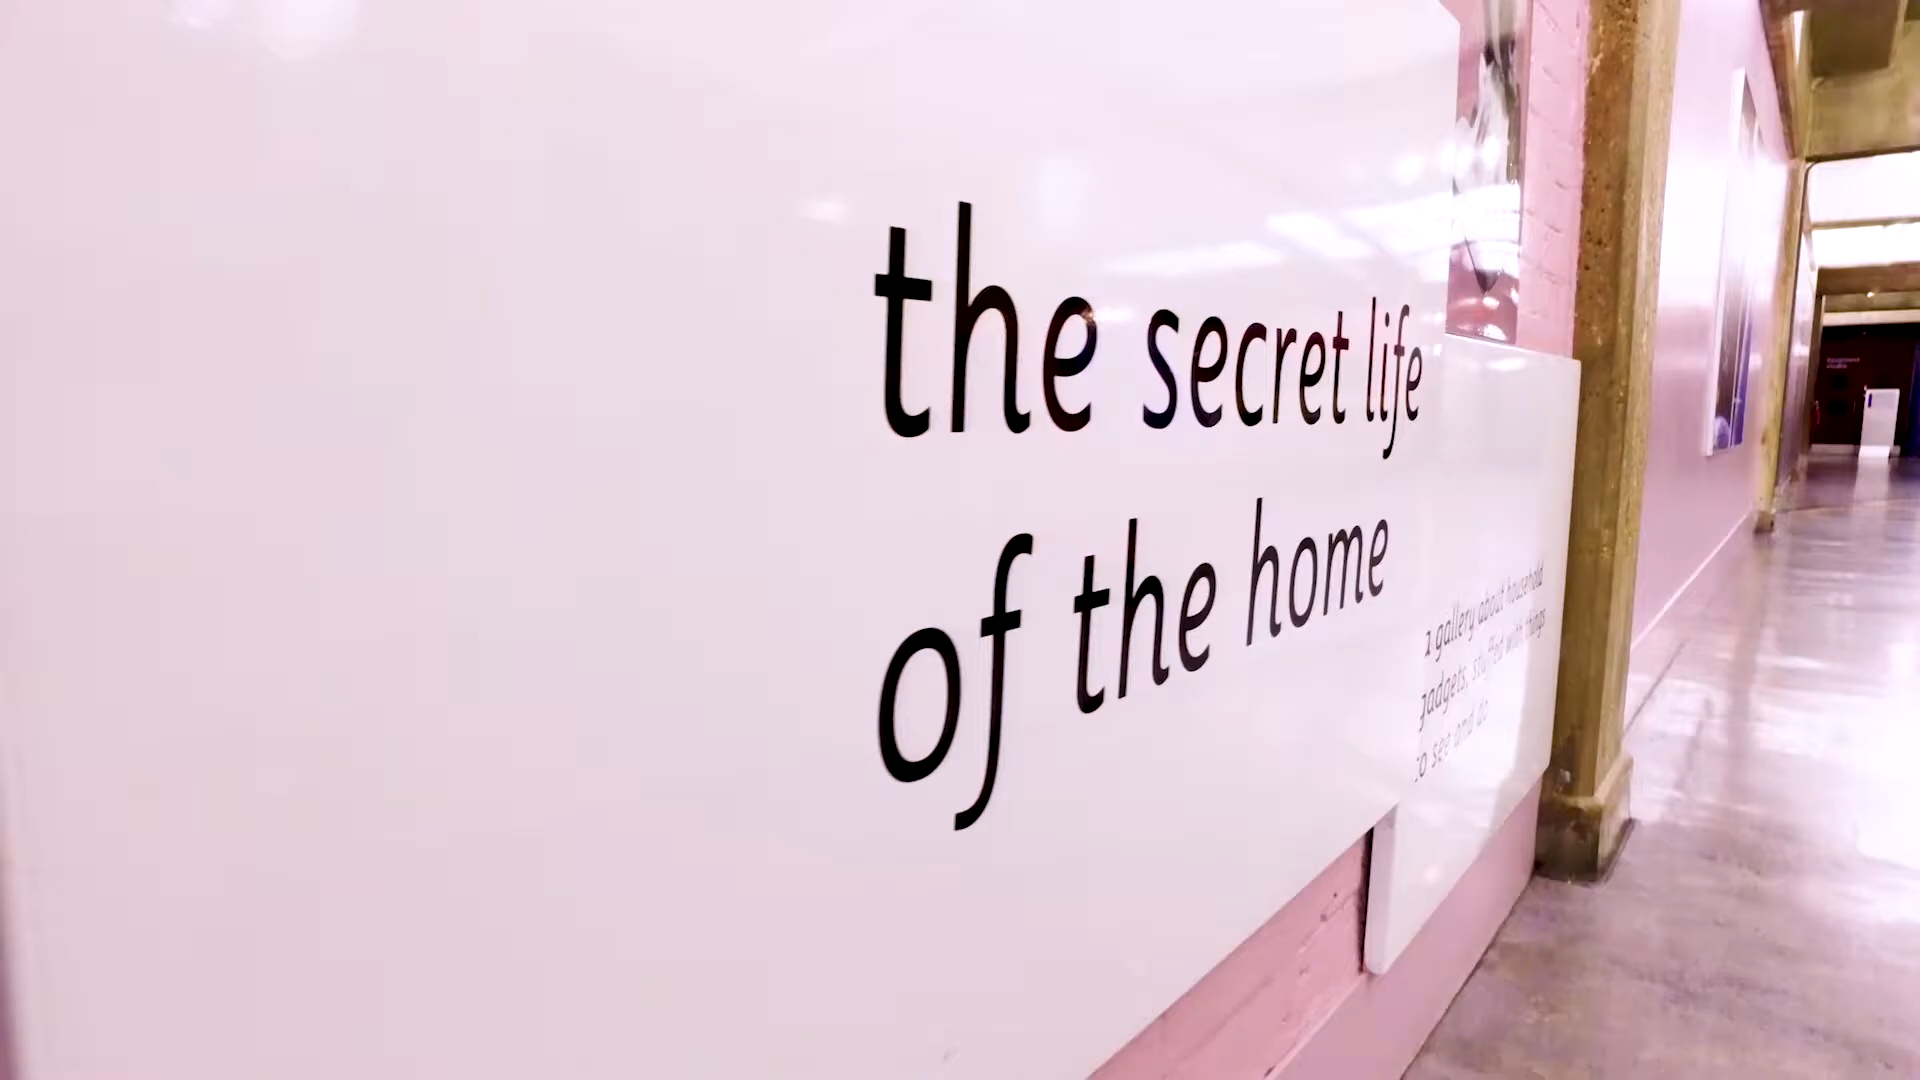 the secret life
of the home
a gallery about household
gadgets, stuffed with things
to see and do